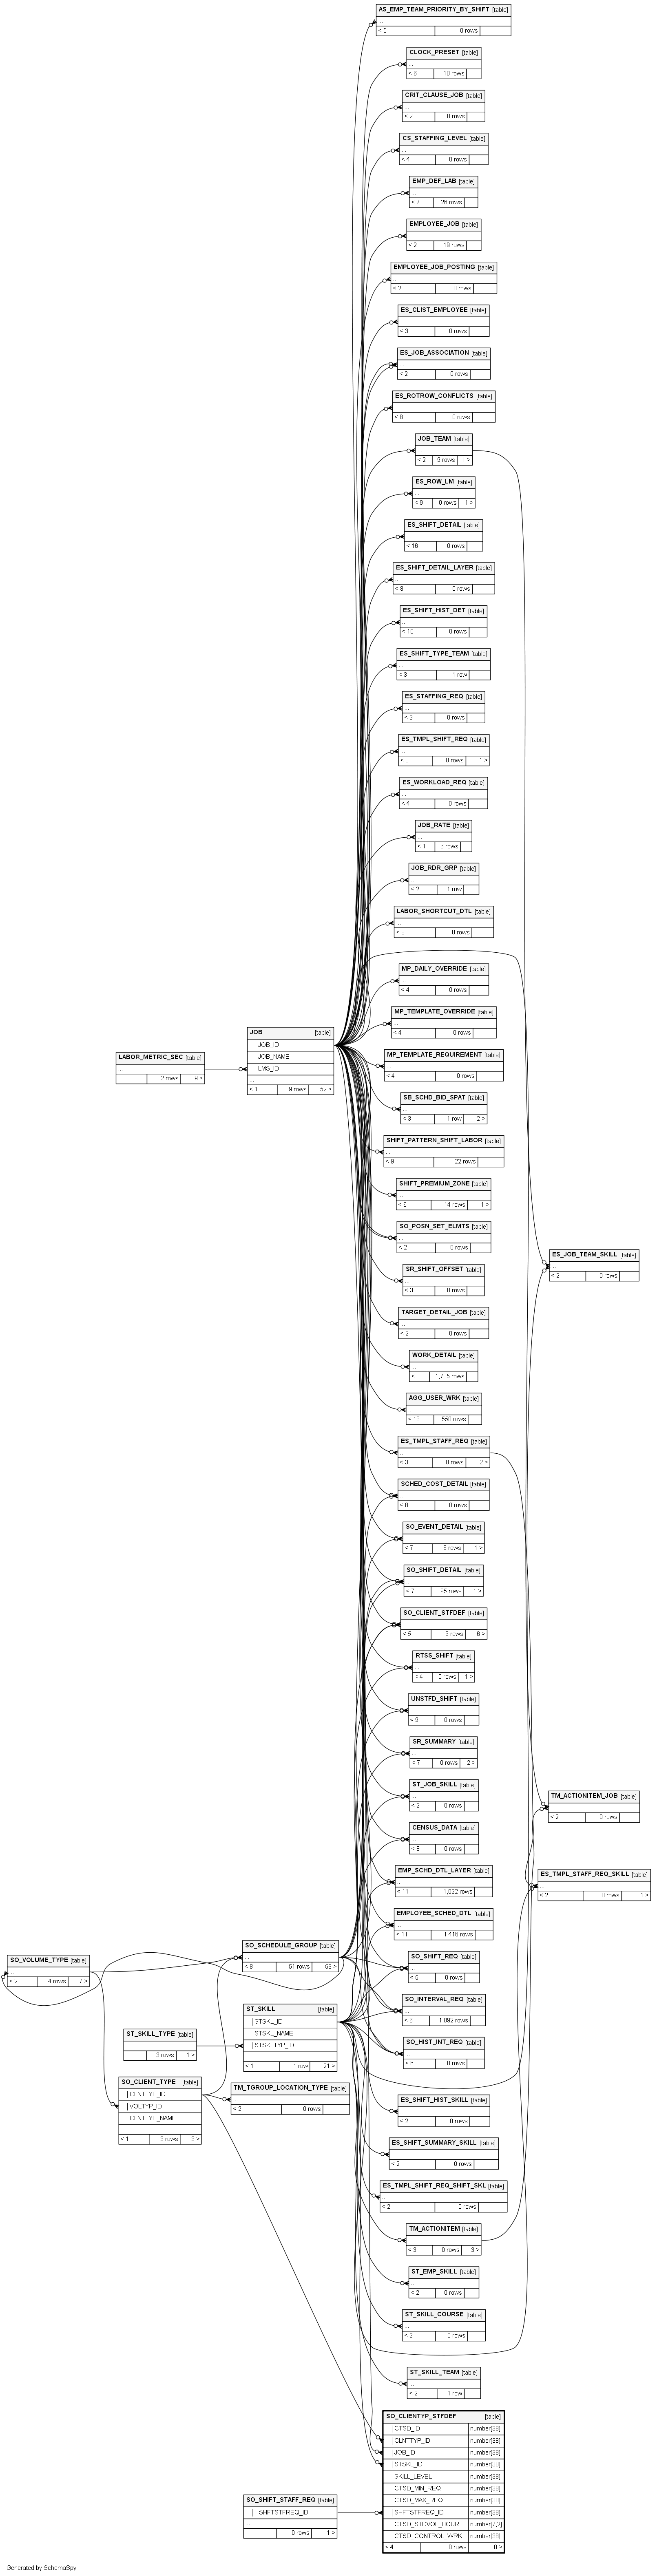 AS_EMP_TEAM_PRIORITY_BY_SHIFT [table]
...
< 5 0 rows
CLOCK_PRESET [table]
...
< 6 10 rows
CRIT_CLAUSE_JOB [table]
...
< 2 0 rows
CS_STAFFING_LEVEL [table]
...
< 4 0 rows
EMP_DEF_LAB [table]
...
< 7 26 rows
EMPLOYEE_JOB [table]
...
< 2 19 rows
EMPLOYEE_JOB_POSTING [table]
...
< 2 0 rows
ES_CLIST_EMPLOYEE [table]
...
< 3 0 rows
ES_JOB_ASSOCIATION [table]
...
< 2 0 rows
ES_ROTROW_CONFLICTS [table]
...
< 8 0 rows
JOB_TEAM [table]
...
< 2 9 rows 1 >
ES_ROW_LM [table]
...
< 9 0 rows 1 >
ES_SHIFT_DETAIL [table]
...
< 16 0 rows
ES_SHIFT_DETAIL_LAYER [table]
...
< 8 0 rows
ES_SHIFT_HIST_DET [table]
...
< 10 0 rows
ES_SHIFT_TYPE_TEAM [table]
...
< 3 1 row
ES_STAFFING_REQ [table]
...
< 3 0 rows
ES_TMPL_SHIFT_REQ [table]
...
< 3 0 rows 1 >
ES_WORKLOAD_REQ [table]
...
< 4 0 rows
JOB_RATE [table]
...
< 1 6 rows
JOB_RDR_GRP [table]
...
< 2 1 row
LABOR_SHORTCUT_DTL [table]
...
< 8 0 rows
MP_DAILY_OVERRIDE [table]
...
< 4 0 rows
MP_TEMPLATE_OVERRIDE [table]
...
< 4 0 rows
JOB [table]
JOB_ID
JOB_NAME
LMS_ID
...
< 1 9 rows 52 >
LABOR_METRIC_SEC [table]
...
2 rows 9 >
MP_TEMPLATE_REQUIREMENT [table]
...
< 4 0 rows
SB_SCHD_BID_SPAT [table]
...
< 3 1 row 2 >
SHIFT_PATTERN_SHIFT_LABOR [table]
...
< 9 22 rows
SHIFT_PREMIUM_ZONE [table]
...
< 6 14 rows 1 >
SO_POSN_SET_ELMTS [table]
...
< 2 0 rows
ES_JOB_TEAM_SKILL [table]
...
< 2 0 rows
SR_SHIFT_OFFSET [table]
...
< 3 0 rows
TARGET_DETAIL_JOB [table]
...
< 2 0 rows
WORK_DETAIL [table]
...
< 8 1,735 rows
AGG_USER_WRK [table]
...
< 13 550 rows
ES_TMPL_STAFF_REQ [table]
...
< 3 0 rows 2 >
SCHED_COST_DETAIL [table]
...
< 8 0 rows
SO_EVENT_DETAIL [table]
...
< 7 6 rows 1 >
SO_SHIFT_DETAIL [table]
...
< 7 95 rows 1 >
SO_CLIENT_STFDEF [table]
...
< 5 13 rows 6 >
RTSS_SHIFT [table]
...
< 4 0 rows 1 >
UNSTFD_SHIFT [table]
...
< 9 0 rows
SR_SUMMARY [table]
...
< 7 0 rows 2 >
ST_JOB_SKILL [table]
...
< 2 0 rows
TM_ACTIONITEM_JOB [table]
...
< 2 0 rows
CENSUS_DATA [table]
...
< 8 0 rows
EMP_SCHD_DTL_LAYER [table]
...
< 11 1,022 rows
ES_TMPL_STAFF_REQ_SKILL [table]
...
< 2 0 rows 1 >
EMPLOYEE_SCHED_DTL [table]
...
< 11 1,416 rows
SO_SCHEDULE_GROUP [table]
...
< 8 51 rows 59 >
SO_VOLUME_TYPE [table]
...
< 2 4 rows 7 >
SO_SHIFT_REQ [table]
...
< 5 0 rows
SO_INTERVAL_REQ [table]
...
< 6 1,092 rows
ST_SKILL [table]
STSKL_ID
STSKL_NAME
STSKLTYP_ID
...
< 1 1 row 21 >
ST_SKILL_TYPE [table]
...
3 rows 1 >
SO_HIST_INT_REQ [table]
...
< 6 0 rows
SO_CLIENT_TYPE [table]
CLNTTYP_ID
VOLTYP_ID
CLNTTYP_NAME
...
< 1 3 rows 3 >
TM_TGROUP_LOCATION_TYPE [table]
...
< 2 0 rows
ES_SHIFT_HIST_SKILL [table]
...
< 2 0 rows
ES_SHIFT_SUMMARY_SKILL [table]
...
< 2 0 rows
ES_TMPL_SHIFT_REQ_SHIFT_SKL [table]
...
< 2 0 rows
TM_ACTIONITEM [table]
...
< 3 0 rows 3 >
ST_EMP_SKILL [table]
...
< 2 0 rows
ST_SKILL_COURSE [table]
...
< 2 0 rows
ST_SKILL_TEAM [table]
...
< 2 1 row
SO_CLIENTYP_STFDEF [table]
CTSD_ID number[38]
CLNTTYP_ID number[38]
JOB_ID number[38]
STSKL_ID number[38]
SKILL_LEVEL number[38]
CTSD_MIN_REQ number[38]
CTSD_MAX_REQ number[38]
SHFTSTFREQ_ID number[38]
CTSD_STDVOL_HOUR number[7,2]
CTSD_CONTROL_WRK number[38]
< 4 0 rows 0 >
SO_SHIFT_STAFF_REQ [table]
SHFTSTFREQ_ID
...
0 rows 1 >
Generated by SchemaSpy